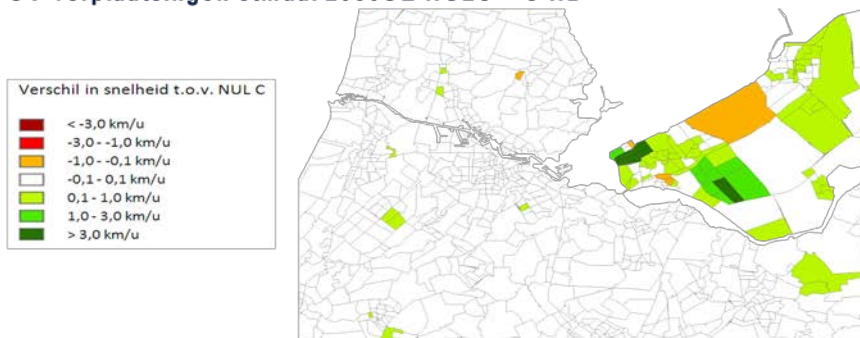 Verschil in snelheid t.o.v. NUL C
< -3,0 km/u
-3,0 - -1,0 km/u
-1,0 - -0,1 km/u
-0,1 - 0,1 km/u
0,1 - 1,0 km/u
1,0 - 3,0 km/u
> 3,0 km/u